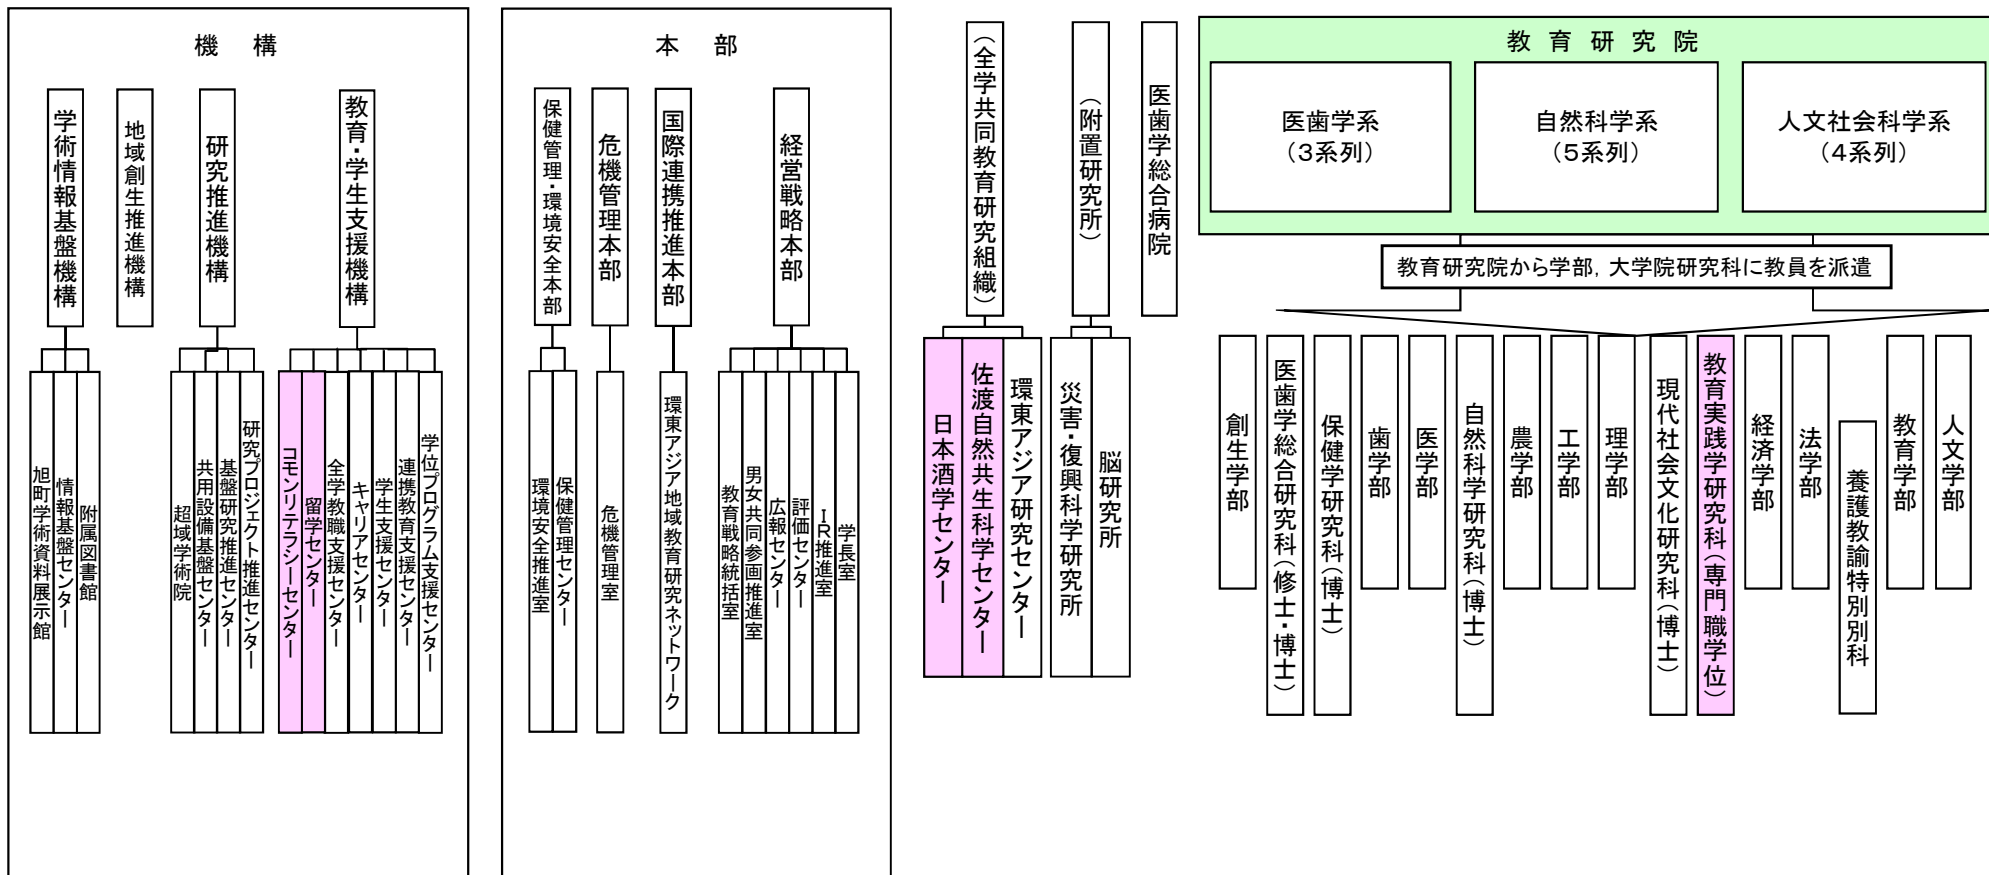 機　構
学術情報基盤機構
地域創生推進機構
研究推進機構
教育・学生支援機構
旭町学術資料展示館
情報基盤センター
附属図書館
超域学術院
共用設備基盤センター
基盤研究推進センター
研究プロジェクト推進センター
コモンリテラシーセンター
留学センター
全学教職支援センター
キャリアセンター
学生支援センター
連携教育支援センター
学位プログラム支援センター
本　部
保健管理・環境安全本部
危機管理本部
国際連携推進本部
経営戦略本部
環境安全推進室
保健管理センター
危機管理室
環東アジア地域教育研究ネットワーク
教育戦略統括室
男女共同参画推進室
広報センター
評価センター
IR推進室
学長室
（全学共同教育研究組織）
日本酒学センター
佐渡自然共生科学センター
環東アジア研究センター
（附置研究所）
災害・復興科学研究所
脳研究所
医歯学総合病院
教 育 研 究 院
医歯学系
（３系列）
自然科学系
（５系列）
人文社会科学系
（４系列）
教育研究院から学部，大学院研究科に教員を派遣
創生学部
医歯学総合研究科（修士・博士）
保健学研究科（博士）
歯学部
医学部
自然科学研究科（博士）
農学部
工学部
理学部
現代社会文化研究科（博士）
教育実践学研究科（専門職学位）
経済学部
法学部
養護教諭特別別科
教育学部
人文学部